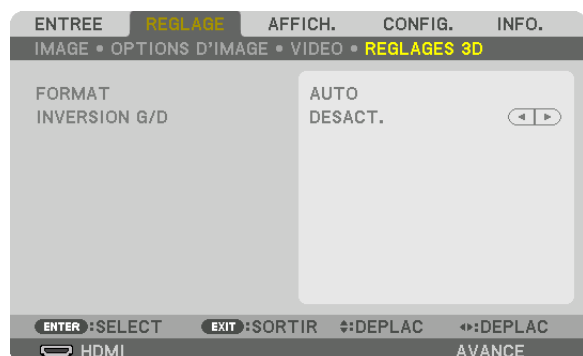 ENTREE REGLAGE AFFICH. CONFIG. INFO.
IMAGE • OPTIONS D'IMAGE • VIDEO • REGLAGES 3D
FORMAT AUTO
INVERSION G/D DESACT.
ENTER :SELECT EXIT :SORTIR :DEPLAC :DEPLAC
HDMI AVANCE